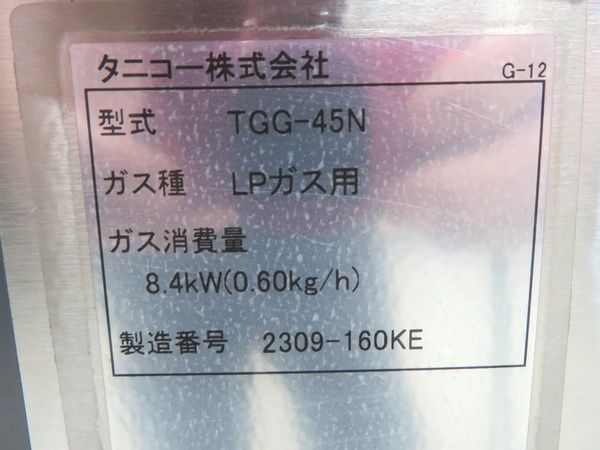 タニコー株式会社 G-12
型式 TGG-45N
ガス種 LPガス用
ガス消費量
8.4kW(0.60kg/h)
製造番号 2309-160KE